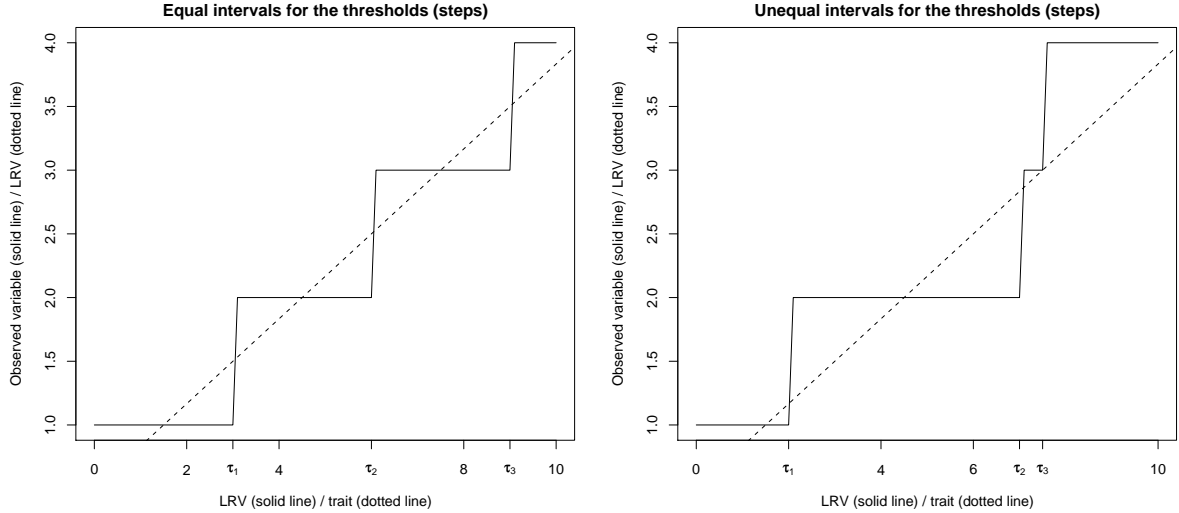 Equal intervals for the thresholds (steps)
Observed variable (solid line) / LRV (dotted line)
4.0
3.5
3.0
2.5
2.0
1.5
1.0
0 2 τ1 4 τ2 8 τ3 10
LRV (solid line) / trait (dotted line)
Unequal intervals for the thresholds (steps)
Observed variable (solid line) / LRV (dotted line)
4.0
3.5
3.0
2.5
2.0
1.5
1.0
0 τ1 4 6 τ2 τ3 10
LRV (solid line) / trait (dotted line)